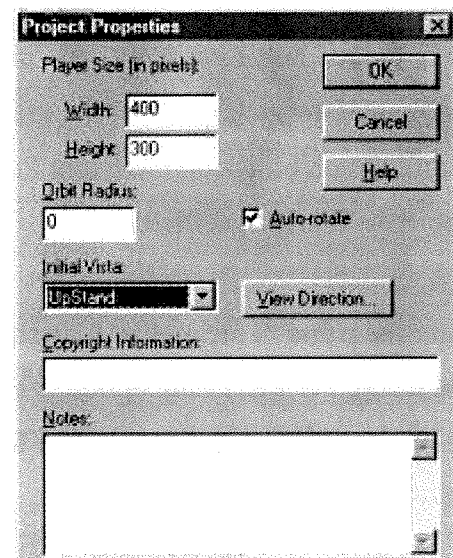 Project Properties
Player Size (in pixels):
OK
Width: 400
Cancel
Height: 300
Help
Orbit Radius:
0
Auto-rotate
Initial Vista:
UpStand
View Direction...
Copyright Information:
Notes: